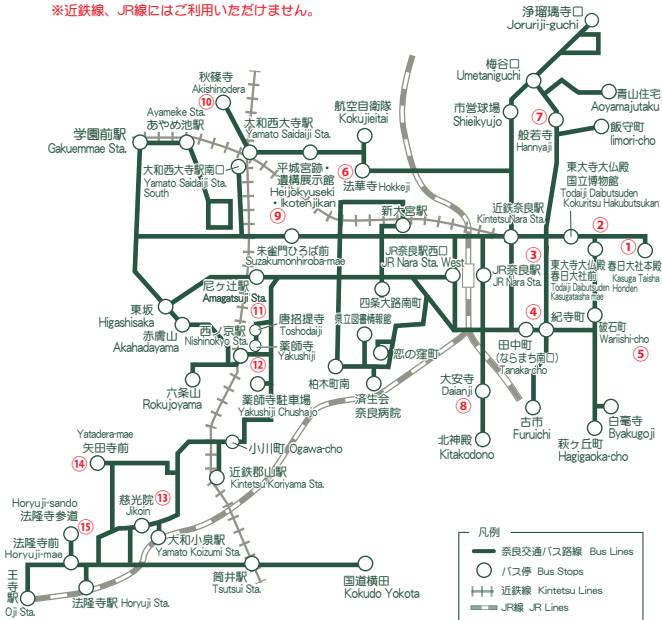 ※近鉄線、JR線にはご利用いただけません。
浄瑠璃寺口
Joruriji-guchi
梅谷口
Umetaniguchi
青山住宅
Aoyamajutaku
秋篠寺
Akishinodera
⑩
航空自衛隊
Kokujieitai
市営球場
Shieikyujo
⑦
般若寺
Hannyaji
飯守町
Iimori-cho
Ayameike Sta.
あやめ池駅
学園前駅
Gakuemmae Sta.
大和西大寺駅
Yamato Saidaiji Sta.
大和西大寺駅南口
Yamato Saidaiji Sta.
South
平城宮跡・
遺構展示館
Heijokyuseki
・Ikotenjikan
⑨
⑥
法華寺 Hokkeji
新大宮駅
近鉄奈良駅
Kintetsu Nara Sta.
東大寺大仏殿
国立博物館
Todaiji Daibutsuden
Kokuritsu Hakubutsukan
②
①
朱雀門ひろば前
Suzakumonhiroba-mae
JR奈良駅西口
JR Nara Sta. West
③
JR奈良駅
JR Nara Sta.
東大寺大仏殿
春日大社前
Todaiji Daibutsuden
Kasugataisha mae
春日大社本殿
Kasuga Taisha
Honden
尼ヶ辻駅
Amagatsuji Sta.
四条大路南町
東坂
Higashisaka
赤膚山
Akahadayama
⑪
唐招提寺
Toshodaiji
西ノ京駅
Nishinokyo Sta.
薬師寺
Yakushiji
⑫
県立図書情報館
恋の窪町
④
紀寺町
田中町
(ならまち南口)
Tanaka-cho
破石町
Wariishi-cho
⑤
六条山
Rokujoyama
薬師寺駐車場
Yakushiji Chushajo
柏木町南
済生会
奈良病院
大安寺
Daianji
⑧
古市
Furuichi
白毫寺
Byakugoji
萩ヶ丘町
Hagigaoka-cho
北神殿
Kitakodono
小川町 Ogawa-cho
Yatadera-mae
矢田寺前
⑭
近鉄郡山駅
Kintetsu Koriyama Sta.
慈光院
Jikoin
⑬
Horyuji-sando
法隆寺参道
⑮
大和小泉駅
Yamato Koizumi Sta.
法隆寺前
Horyuji-mae
王寺駅
Oji Sta.
法隆寺駅 Horyuji Sta.
筒井駅
Tsutsui Sta.
国道横田
Kokudo Yokota
凡例
奈良交通バス路線 Bus Lines
バス停 Bus Stops
近鉄線 Kintetsu Lines
JR線 JR Lines